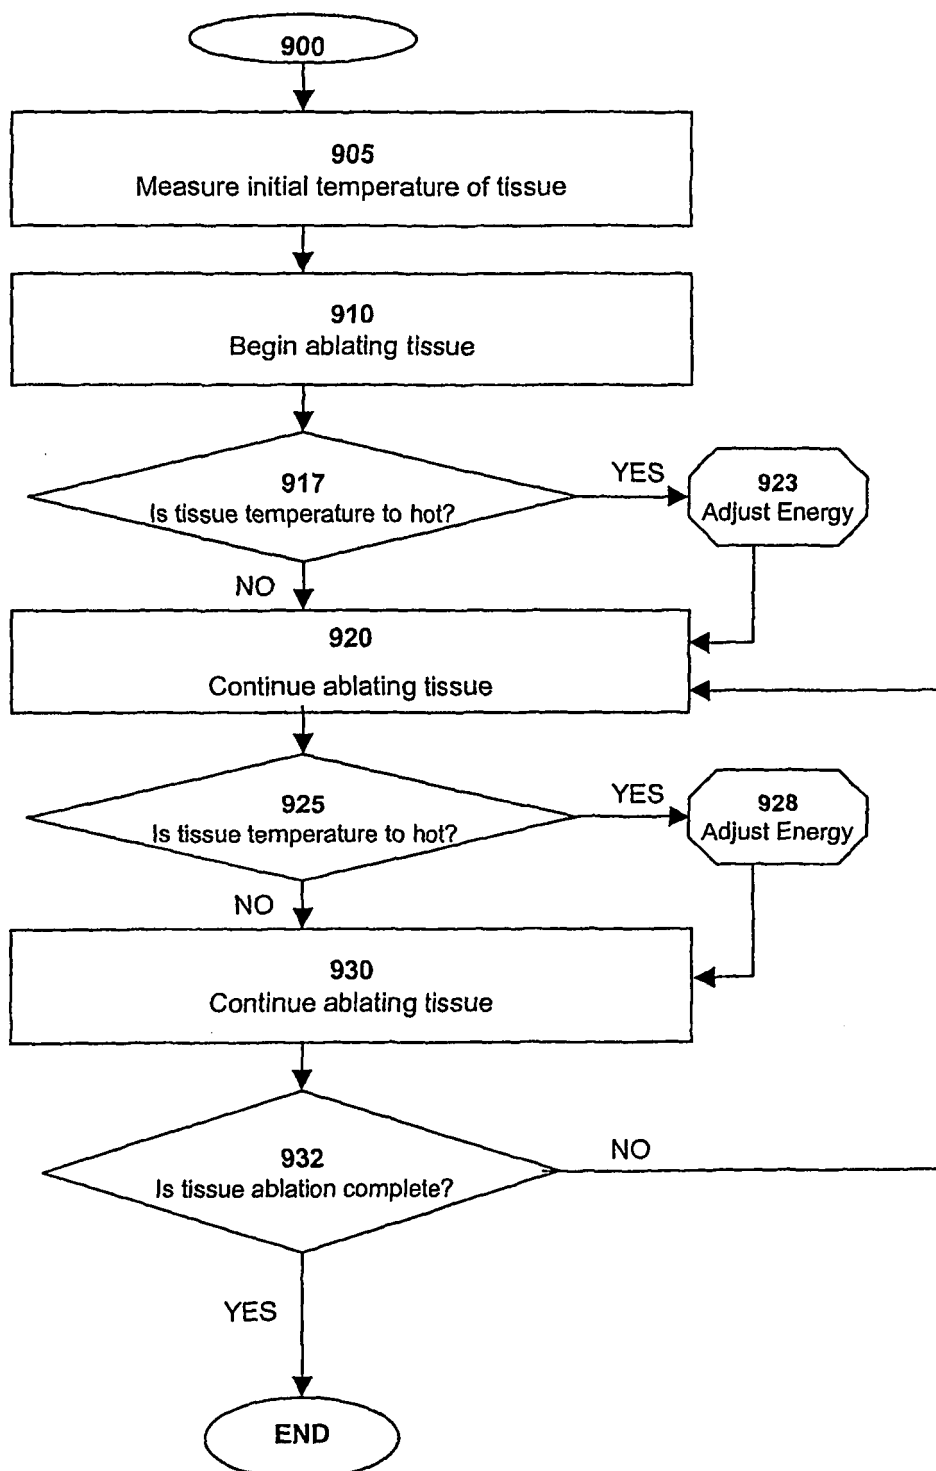 900
905
Measure initial temperature of tissue
910
Begin ablating tissue
917
Is tissue temperature to hot?
YES
923
Adjust Energy
NO
920
Continue ablating tissue
925
Is tissue temperature to hot?
YES
928
Adjust Energy
NO
930
Continue ablating tissue
932
Is tissue ablation complete?
NO
YES
END